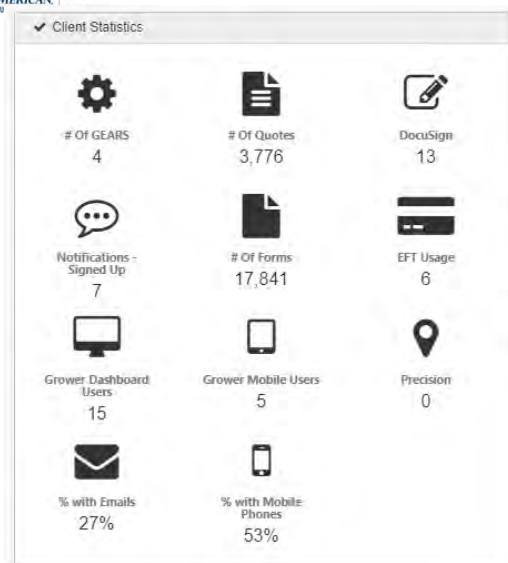 Client Statistics
# Of GEARS
4
# Of Quotes
3,776
DocuSign
13
Notifications -
Signed Up
7
# Of Forms
17,841
EFT Usage
6
Grower Dashboard
Users
15
Grower Mobile Users
5
Precision
0
% with Emails
27%
% with Mobile
Phones
53%